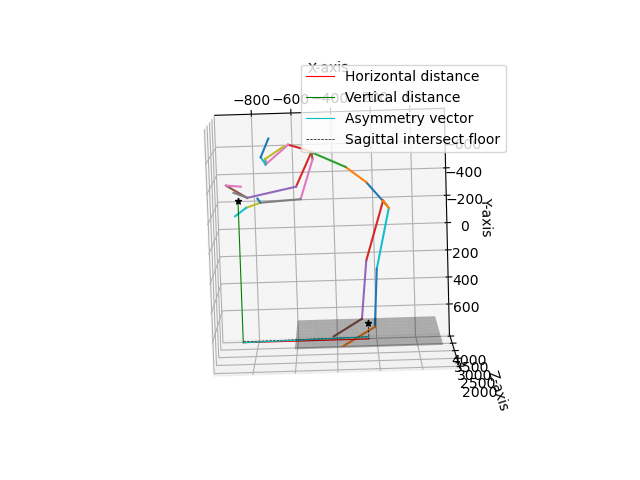 X-axis
Horizontal distance
Vertical distance
Asymmetry vector
Sagittal intersect floor
−800
−600
−400
−400
−200
0
200
400
600
Y-axis
4000
3500
3000
2500
2000
Z-axis